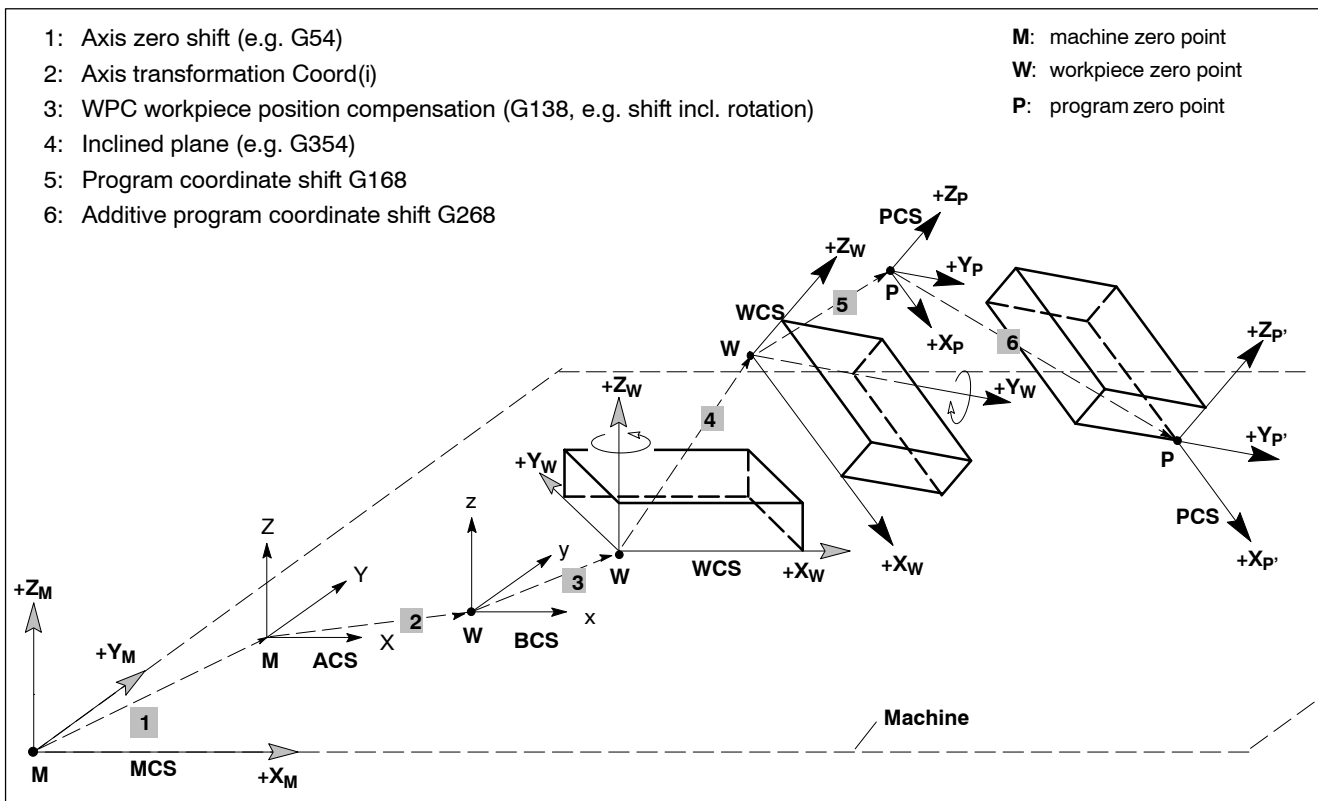 1: Axis zero shift (e.g. G54)
2: Axis transformation Coord(i)
3: WPC workpiece position compensation (G138, e.g. shift incl. rotation)
4: Inclined plane (e.g. G354)
5: Program coordinate shift G168
6: Additive program coordinate shift G268
M: machine zero point
W: workpiece zero point
P: program zero point
+ZP
PCS
+ZW
+YP
5
P
WCS
+XP
+ZP'
6
W
+ZW
+YW
4
+YP'
P
+YW
PCS
z
+XP'
Z
y
WCS
+XW
+XW
3
W
+ZM
Y
x
2
X
W
BCS
M
ACS
+YM
1
Machine
M
MCS
+XM